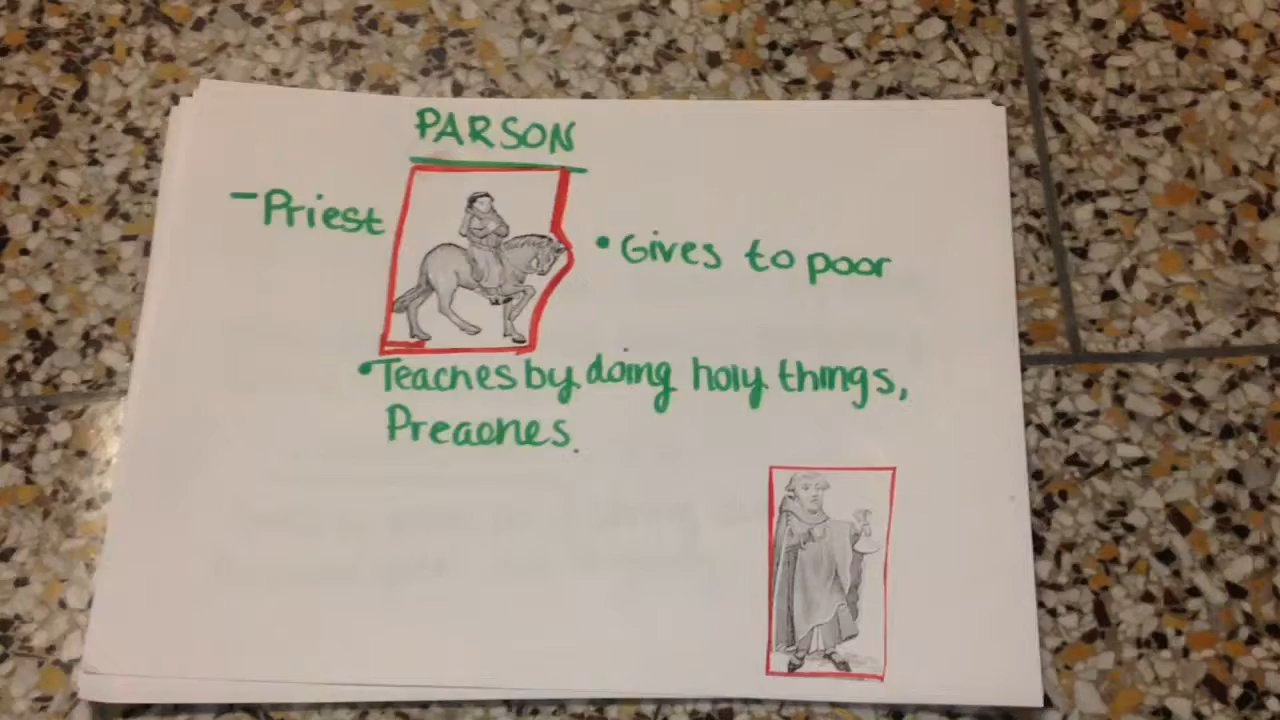 PARSON
- Priest
• Gives to poor
• Teaches by doing holy things,
Preaches.